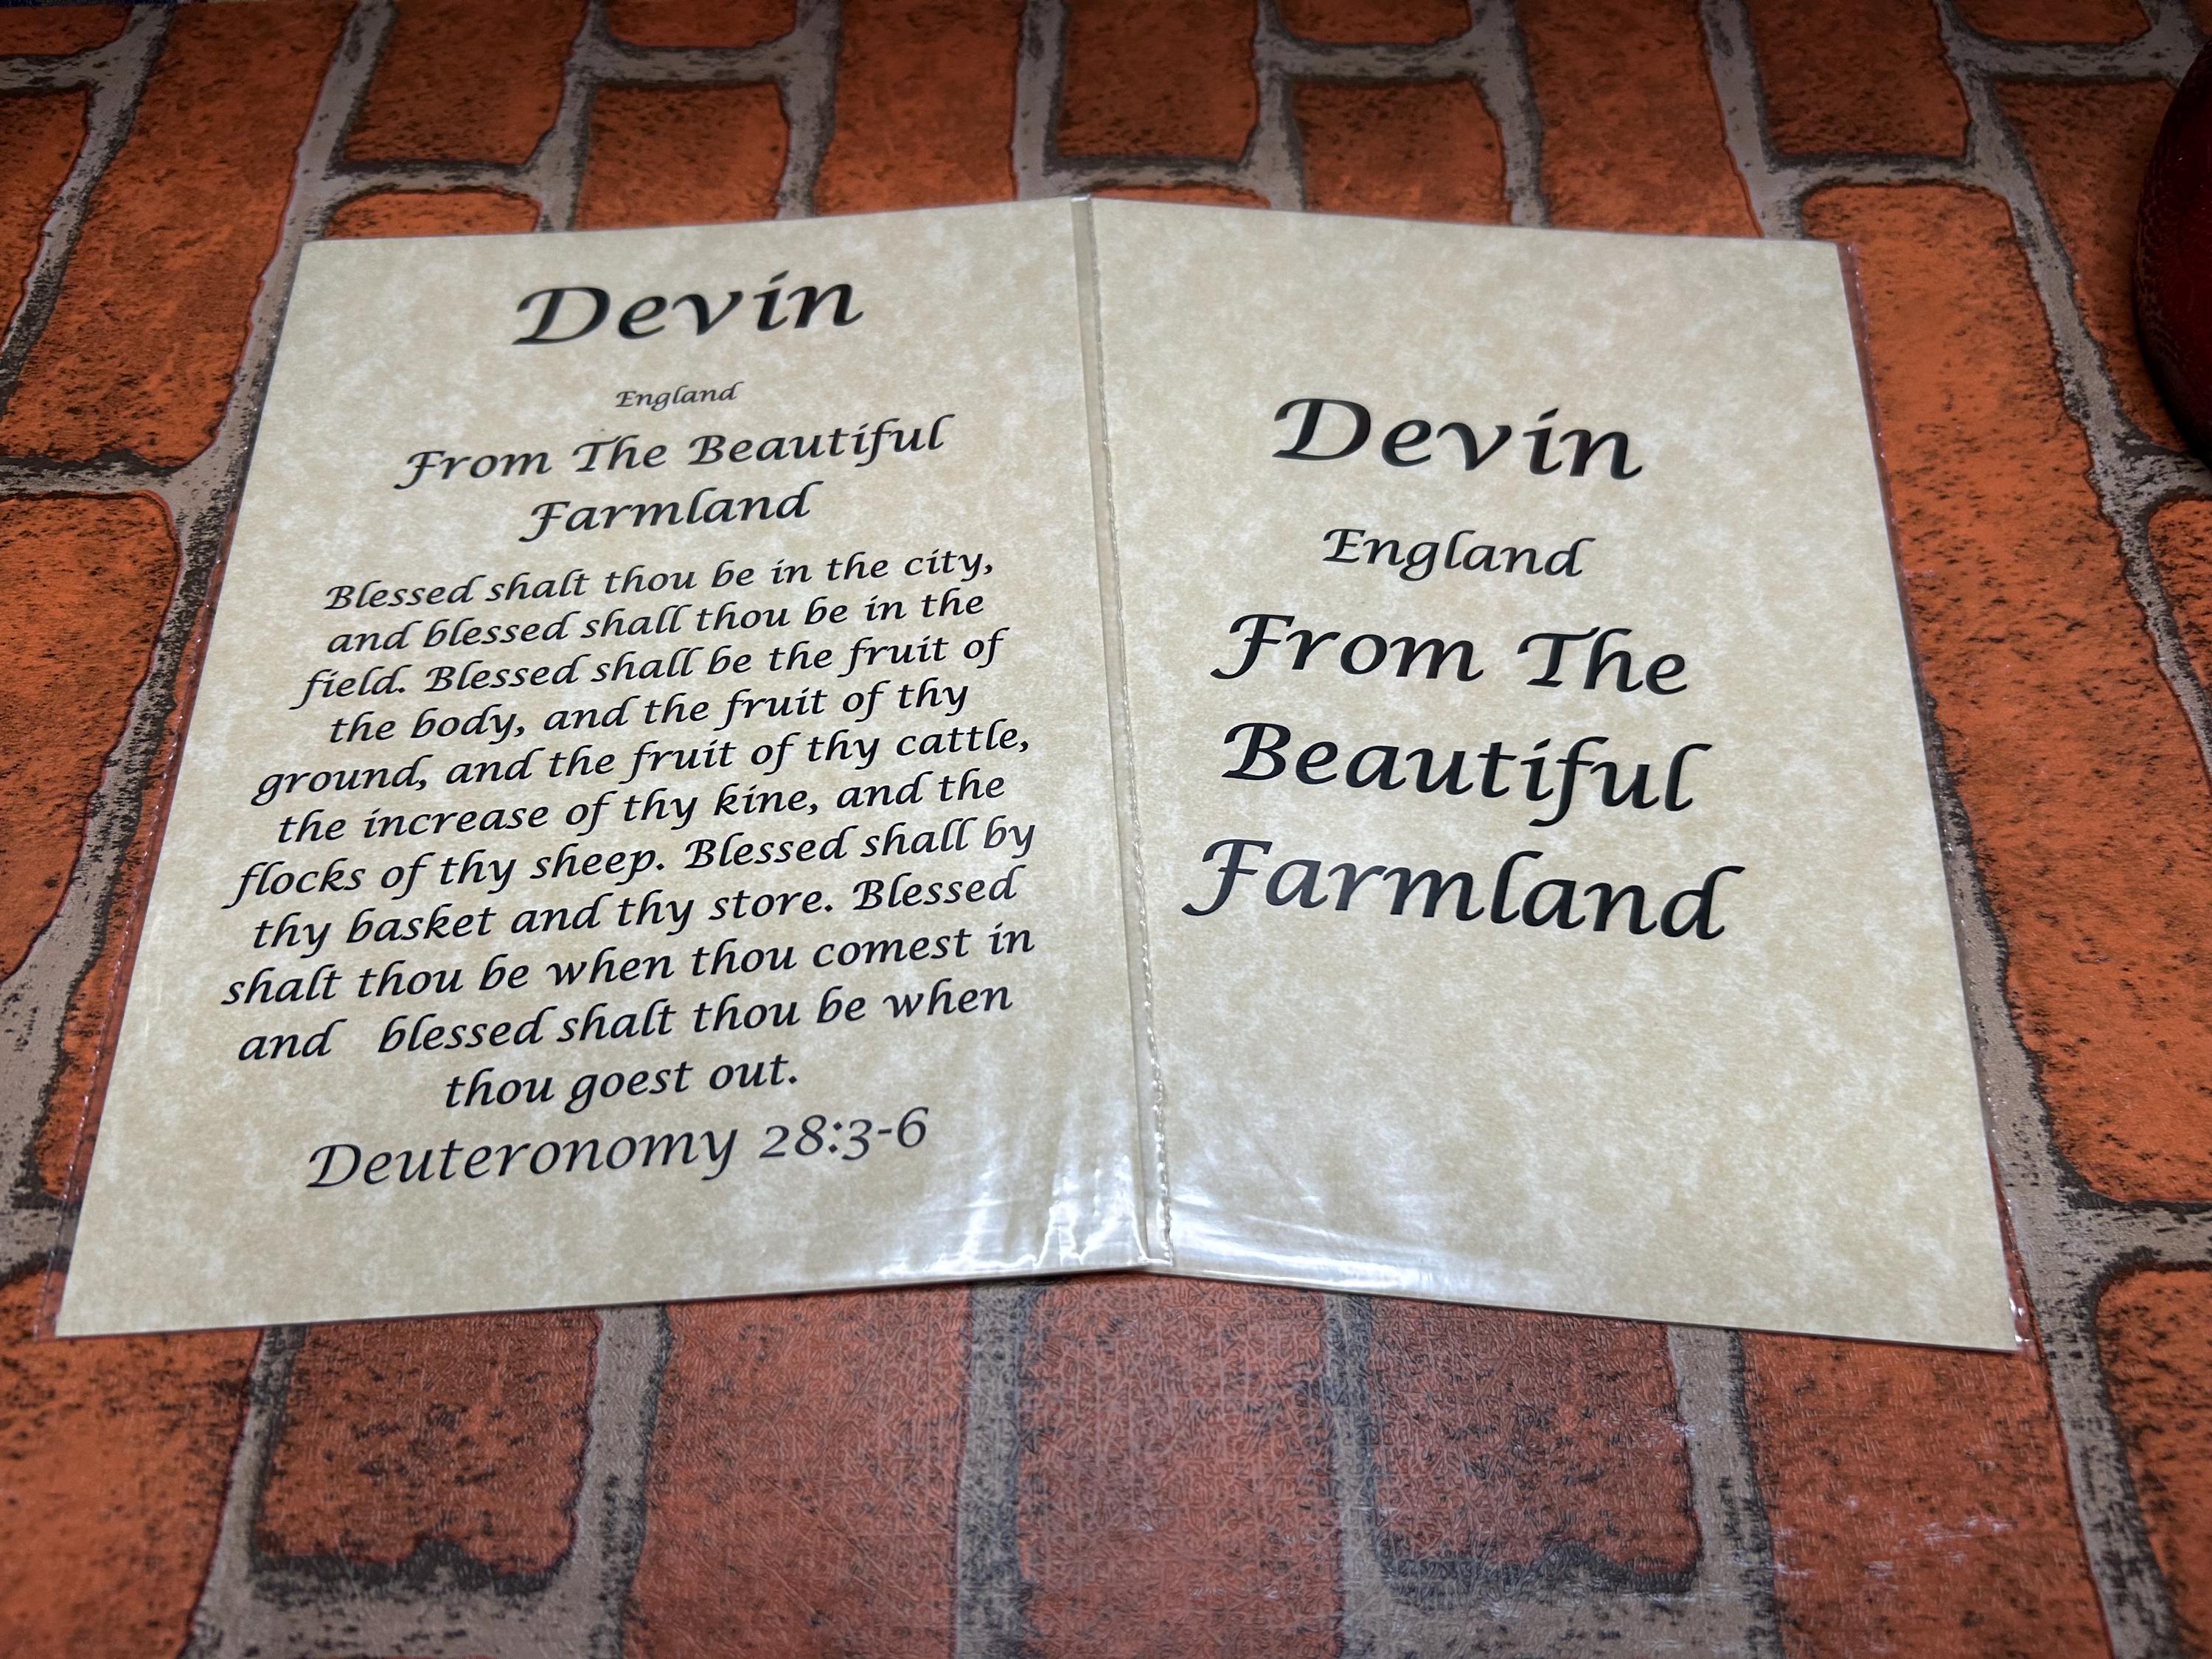 Devin
England
From The Beautiful
Farmland
Blessed shalt thou be in the city,
and blessed shall thou be in the
field. Blessed shall be the fruit of
the body, and the fruit of thy
ground, and the fruit of thy cattle,
the increase of thy kine, and the
flocks of thy sheep. Blessed shall by
thy basket and thy store. Blessed
shalt thou be when thou comest in
and blessed shalt thou be when
thou goest out.
Deuteronomy 28:3-6
Devin
England
From The
Beautiful
Farmland